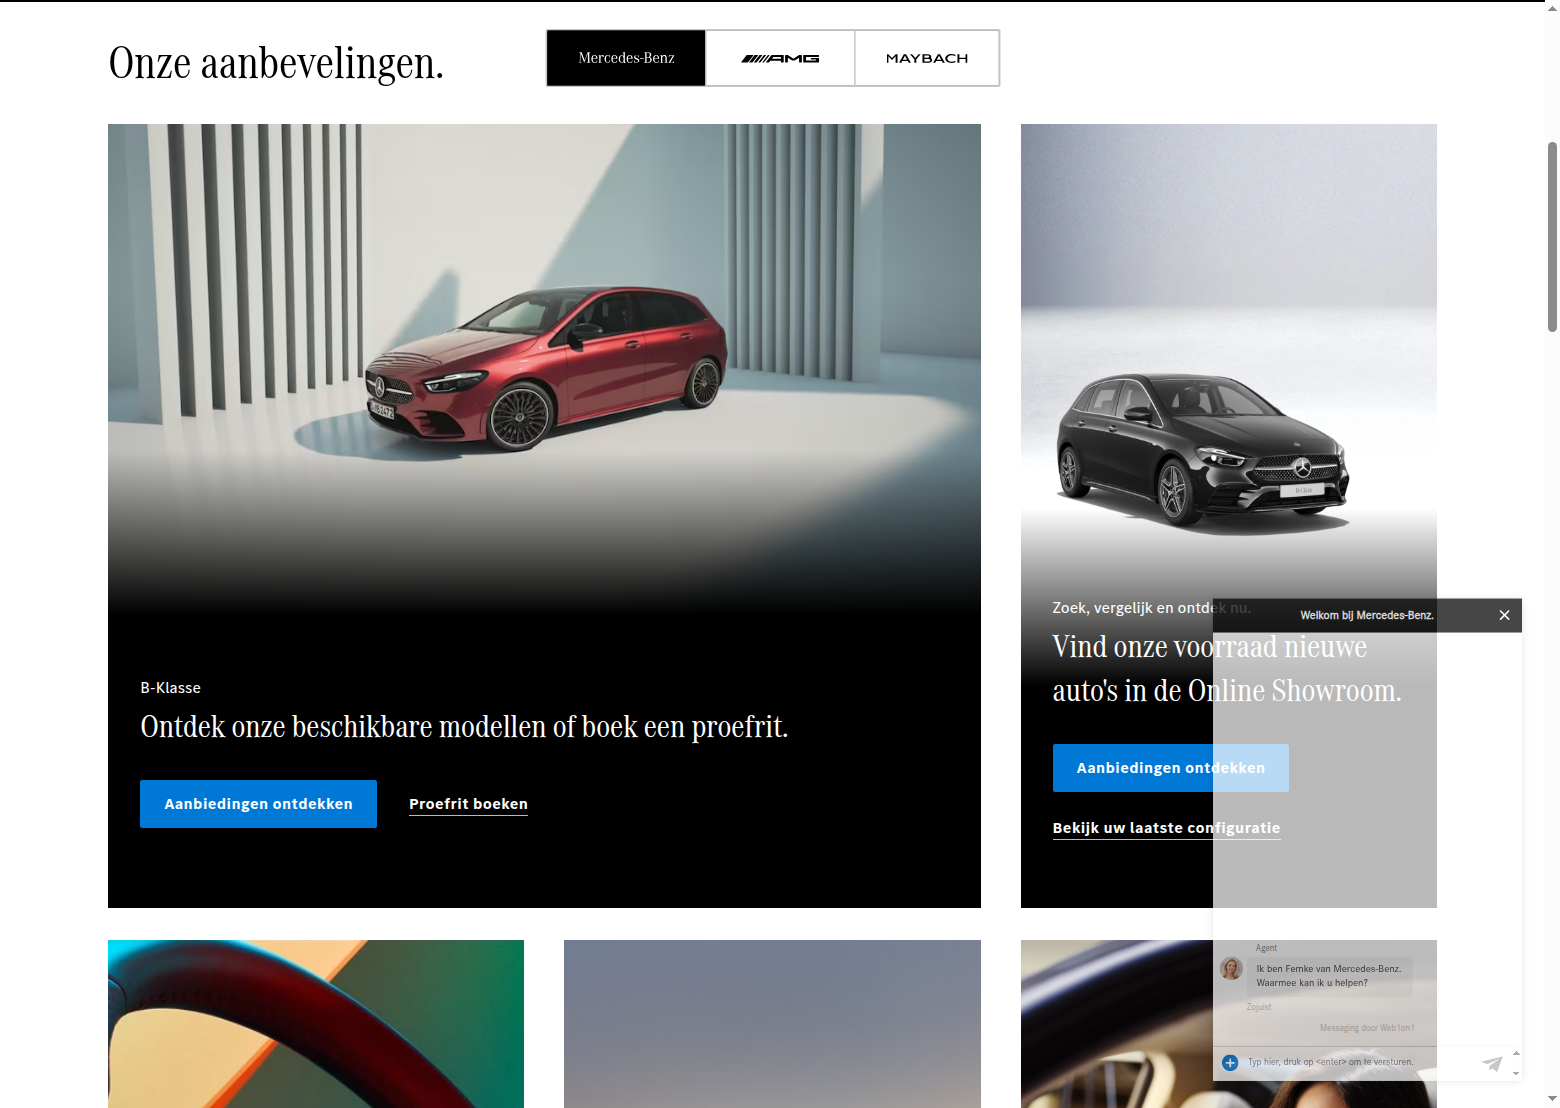 Onze aanbevelingen.
Mercedes-Benz
AMG
MAYBACH
B-Klasse
Ontdek onze beschikbare modellen of boek een proefrit.
Aanbiedingen ontdekken
Proefrit boeken
B-Class
Zoek, vergelijk en ontdek nu.
Vind onze voorraad nieuwe
auto's in de Online Showroom.
Aanbiedingen ontdekken
Bekijk uw laatste configuratie
Welkom bij Mercedes-Benz.
Agent
Ik ben Femke van Mercedes-Benz.
Waarmee kan ik u helpen?
Zojuist
Messaging door Web1on1
Typ hier, druk op <enter> om te versturen.